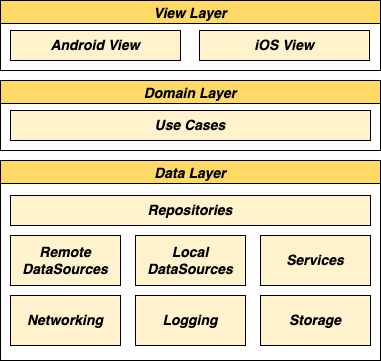 View Layer
Android View
iOS View
Domain Layer
Use Cases
Data Layer
Repositories
Remote
DataSources
Local
DataSources
Services
Networking
Logging
Storage